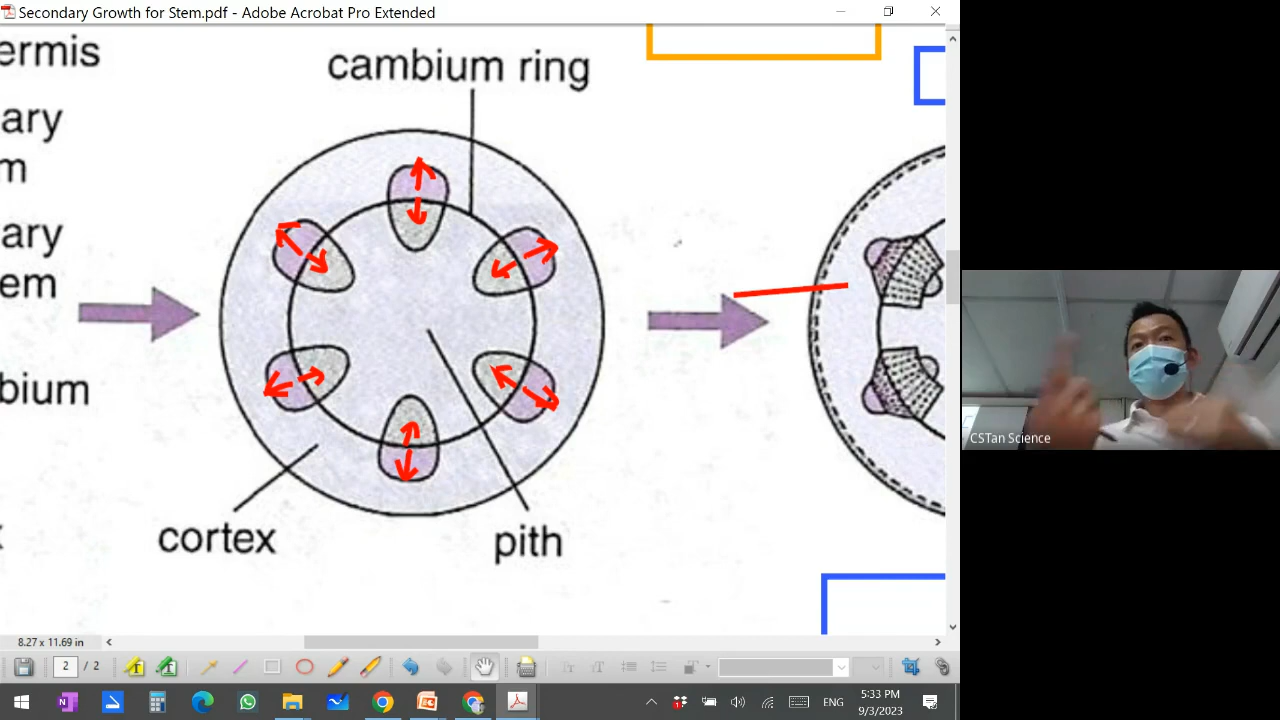 Secondary Growth for Stem.pdf - Adobe Acrobat Pro Extended
ermis
cambium ring
ary
m
ary
em
bium
cortex
pith
CSTan Science
8.27 x 11.69 in
2 / 2
T T
Tr T
ENG
5:33 PM
9/3/2023